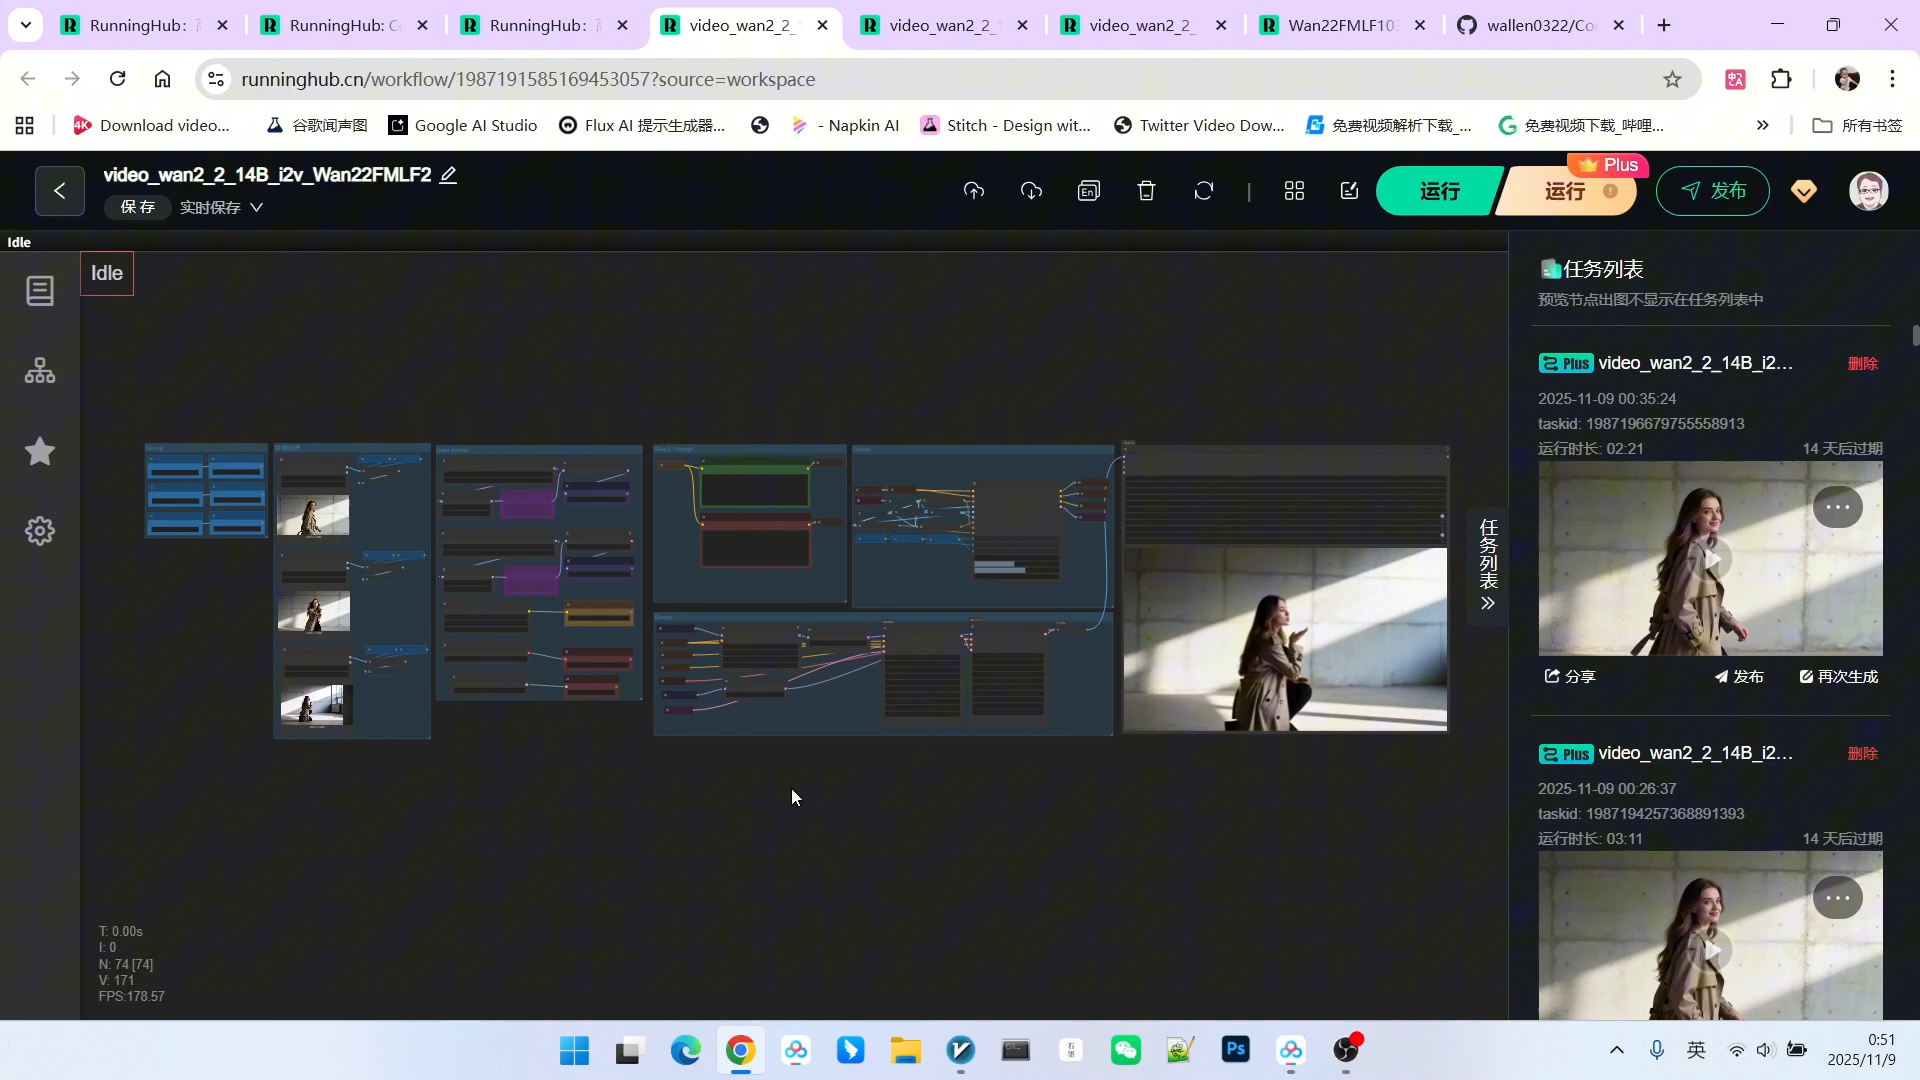 RunningHub：
RunningHub: C
RunningHub：
video_wan2_2_
video_wan2_2_
video_wan2_2_
Wan22FMLF10
wallen0322/Co
runninghub.cn/workflow/1987191585169453057?source=workspace
Download video...
谷歌闻声图
Google AI Studio
Flux AI 提示生成器...
- Napkin AI
Stitch - Design wit...
Twitter Video Dow...
免费视频解析下载_...
免费视频下载_哔哩...
所有书签
video_wan2_2_14B_i2v_Wan22FMLF2
保存
实时保存
运行
运行
Plus
发布
Idle
Idle
任务列表
预览节点出图不显示在任务列表中
Plus video_wan2_2_14B_i2...
删除
2025-11-09 00:35:24
taskid: 1987196679755558913
运行时长: 02:21
14 天后过期
分享
发布
再次生成
Plus video_wan2_2_14B_i2...
删除
2025-11-09 00:26:37
taskid: 1987194257368891393
运行时长: 03:11
14 天后过期
任务列表
Group
Group
Group
T: 0.00s
I: 0
N: 74 [74]
V: 171
FPS:178.57
Ps
英
0:51
2025/11/9